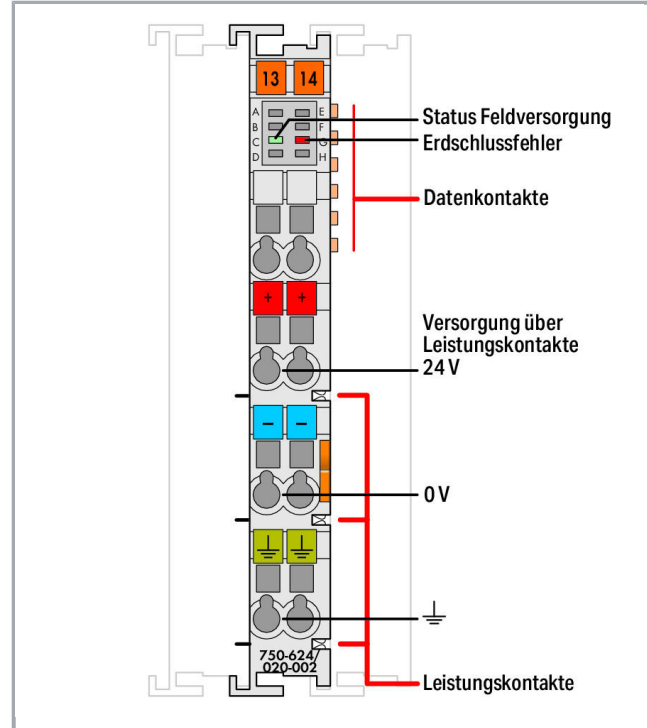 13 14
A E
B F
C G
D H
Status Feldversorgung
Erdschlussfehler
Datenkontakte
+ +
Versorgung über
Leistungskontakte
24 V
- -
0 V
750-624/
020-002
Leistungskontakte